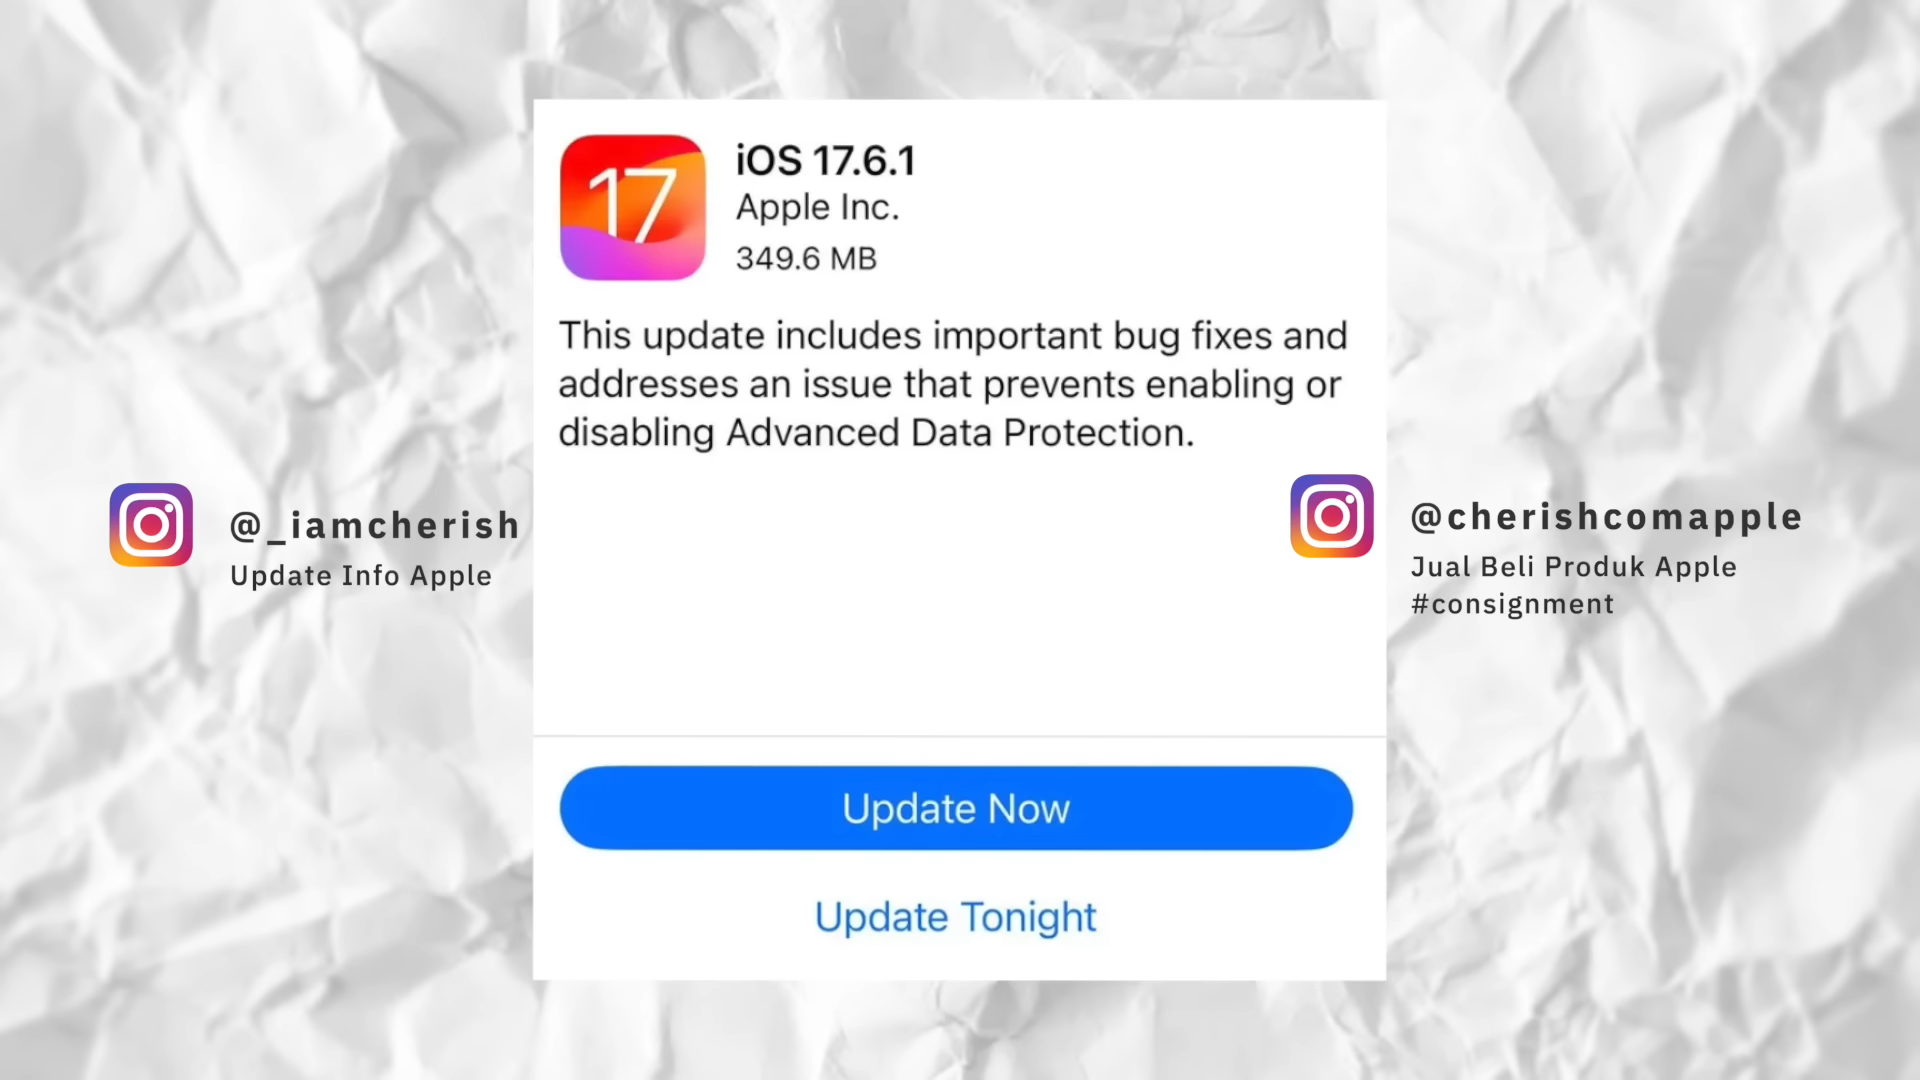 17
iOS 17.6.1
Apple Inc.
349.6 MB
This update includes important bug fixes and
addresses an issue that prevents enabling or
disabling Advanced Data Protection.
@_iamcherish
Update Info Apple
@cherishcomapple
Jual Beli Produk Apple
#consignment
Update Now
Update Tonight